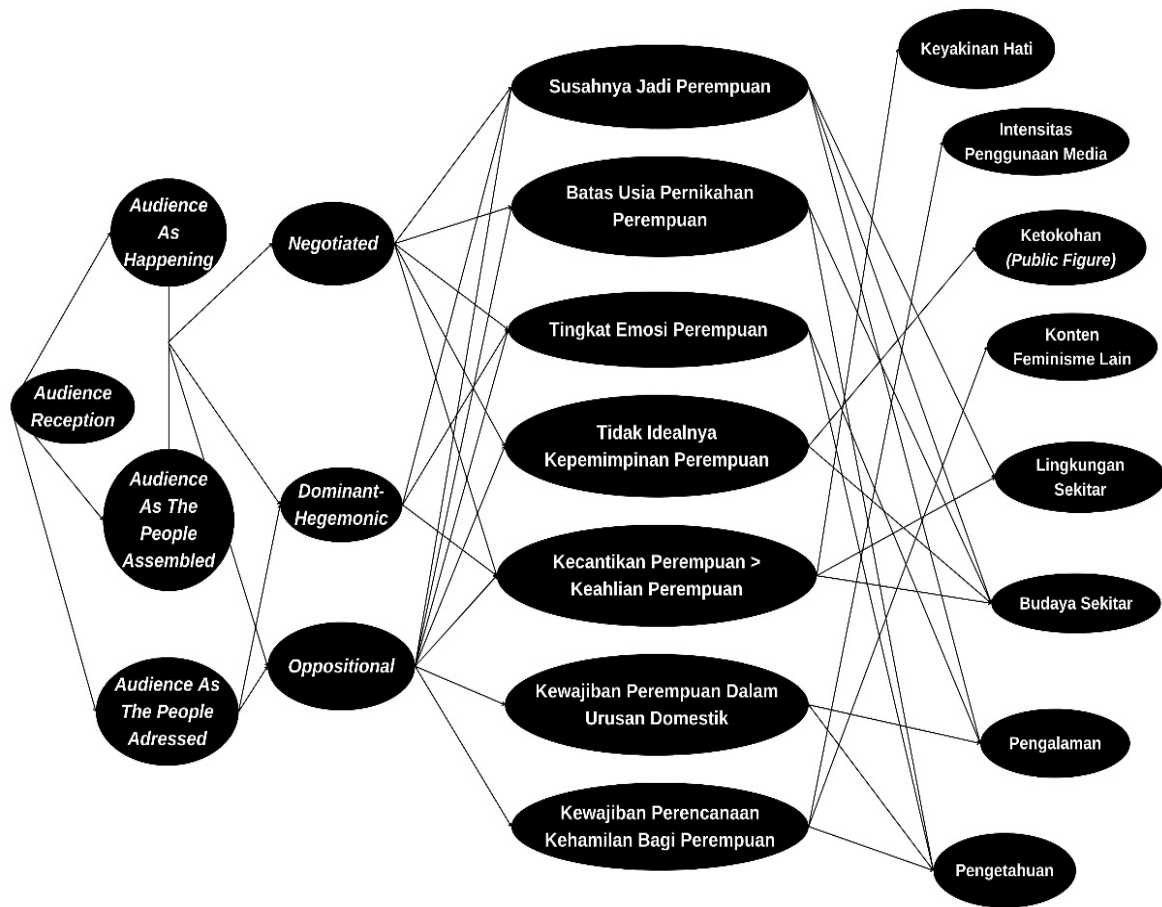 Audience
As
Happening
Audience
Reception
Audience
As The
People
Assembled
Audience As
The People
Adressed
Negotiated
Dominant-
Hegemonic
Oppositional
Susahnya Jadi Perempuan
Batas Usia Pernikahan
Perempuan
Tingkat Emosi Perempuan
Tidak Idealnya
Kepemimpinan Perempuan
Kecantikan Perempuan >
Keahlian Perempuan
Kewajiban Perempuan Dalam
Urusan Domestik
Kewajiban Perencanaan
Kehamilan Bagi Perempuan
Keyakinan Hati
Intensitas
Penggunaan Media
Ketokohan
(Public Figure)
Konten
Feminisme Lain
Lingkungan
Sekitar
Budaya Sekitar
Pengalaman
Pengetahuan